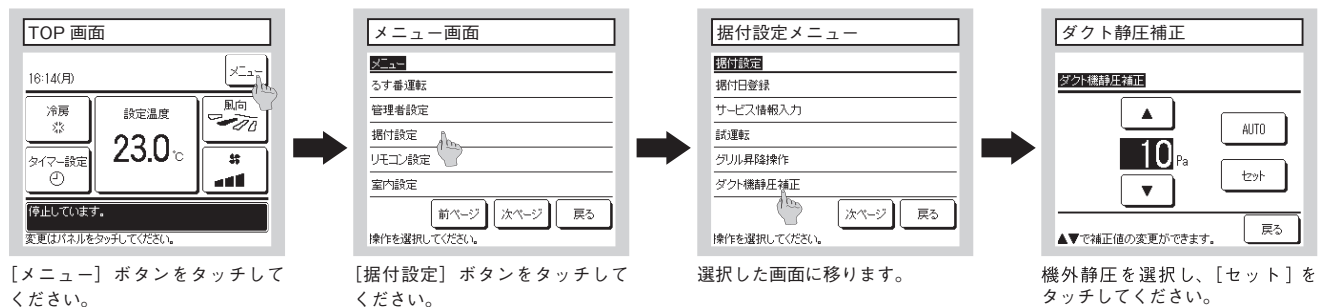 TOP 画面
16:14(月)
メニュー
冷房
設定温度
風向
タイマー設定
23.0℃
停止しています。
変更はパネルをタッチしてください。
[メニュー] ボタンをタッチして
ください。
メニュー画面
メニュー
るす番運転
管理者設定
据付設定
リモコン設定
室内設定
前ページ 次ページ 戻る
操作を選択してください。
[据付設定] ボタンをタッチして
ください。
据付設定メニュー
据付設定
据付日登録
サービス情報入力
試運転
グリル昇降操作
ダクト機静圧補正
次ページ 戻る
操作を選択してください。
選択した画面に移ります。
ダクト静圧補正
ダクト機静圧補正
▲
AUTO
10 Pa
セット
▼
戻る
▲▼で補正値の変更ができます。
機外静圧を選択し、[セット] を
タッチしてください。